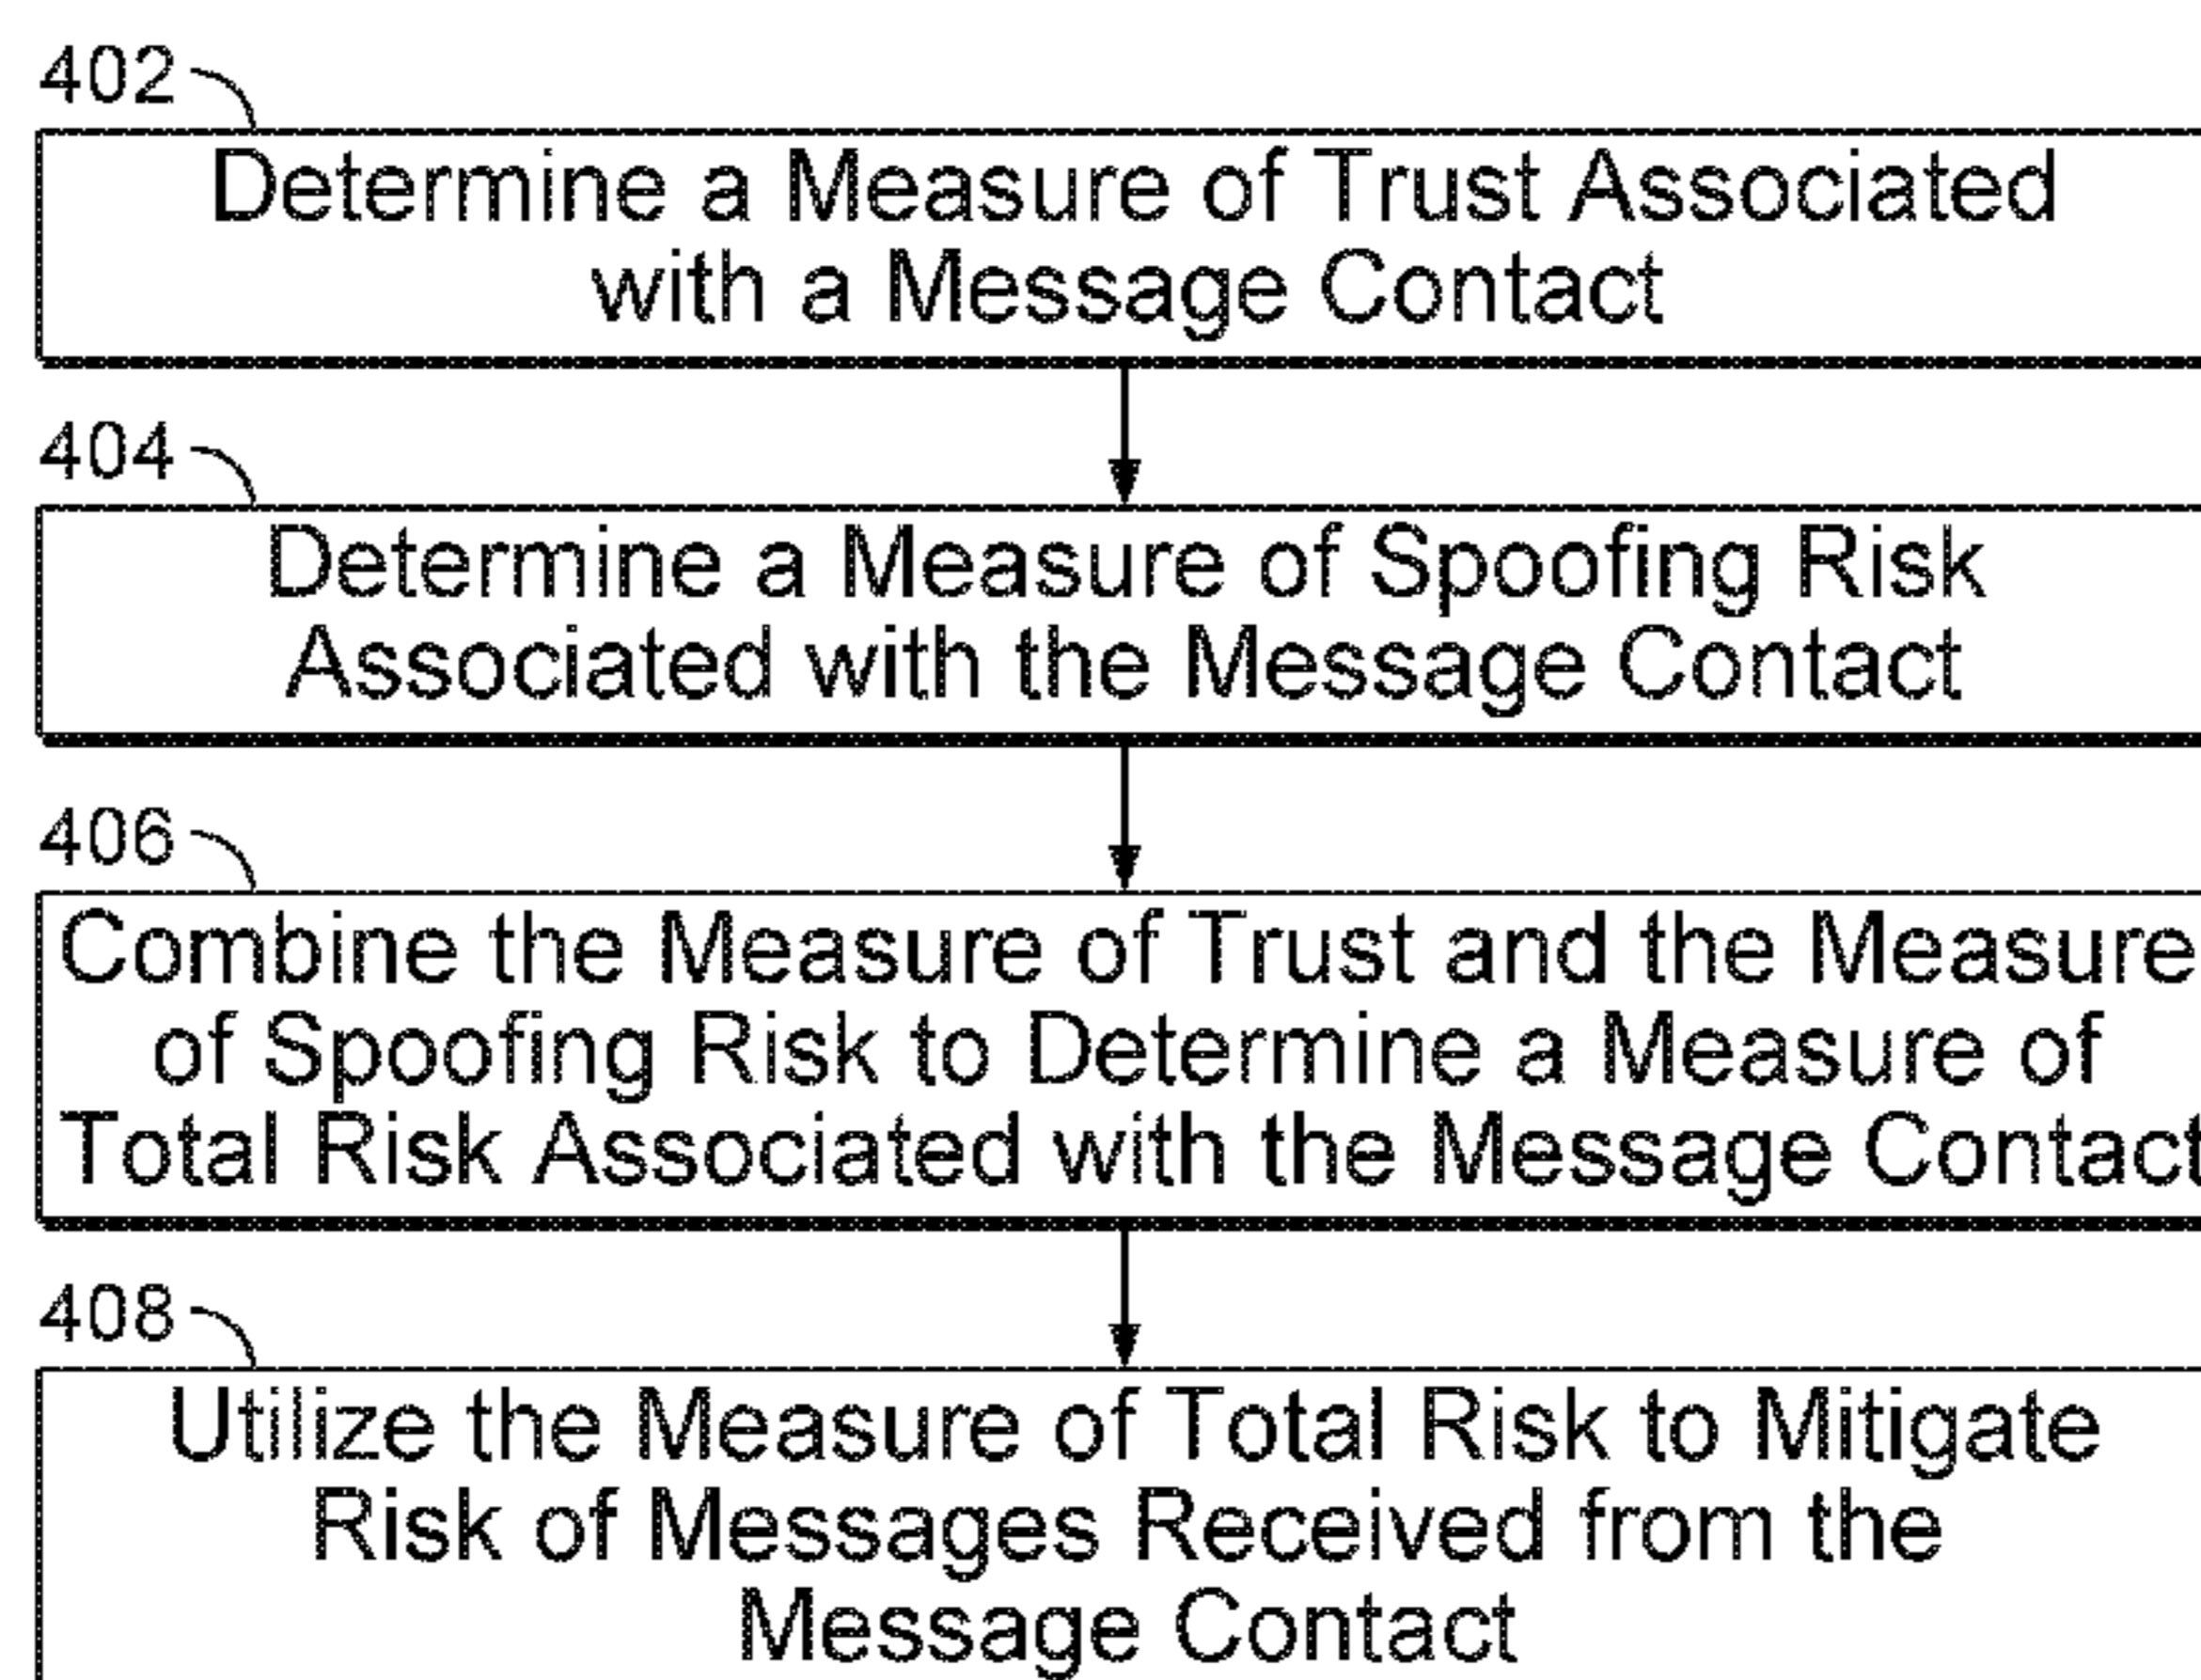 402
Determine a Measure of Trust Associated
with a Message Contact
404
Determine a Measure of Spoofing Risk
Associated with the Message Contact
406
Combine the Measure of Trust and the Measure
of Spoofing Risk to Determine a Measure of
Total Risk Associated with the Message Contact
408
Utilize the Measure of Total Risk to Mitigate
Risk of Messages Received from the
Message Contact